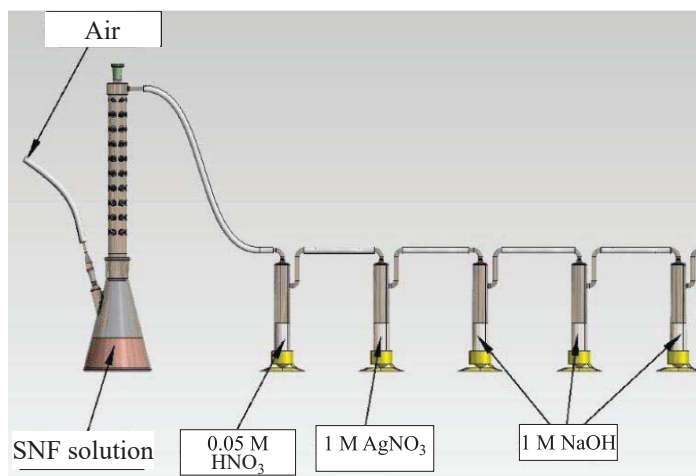 Air
SNF solution
0.05 M
HNO₃
1 M AgNO₃
1 M NaOH